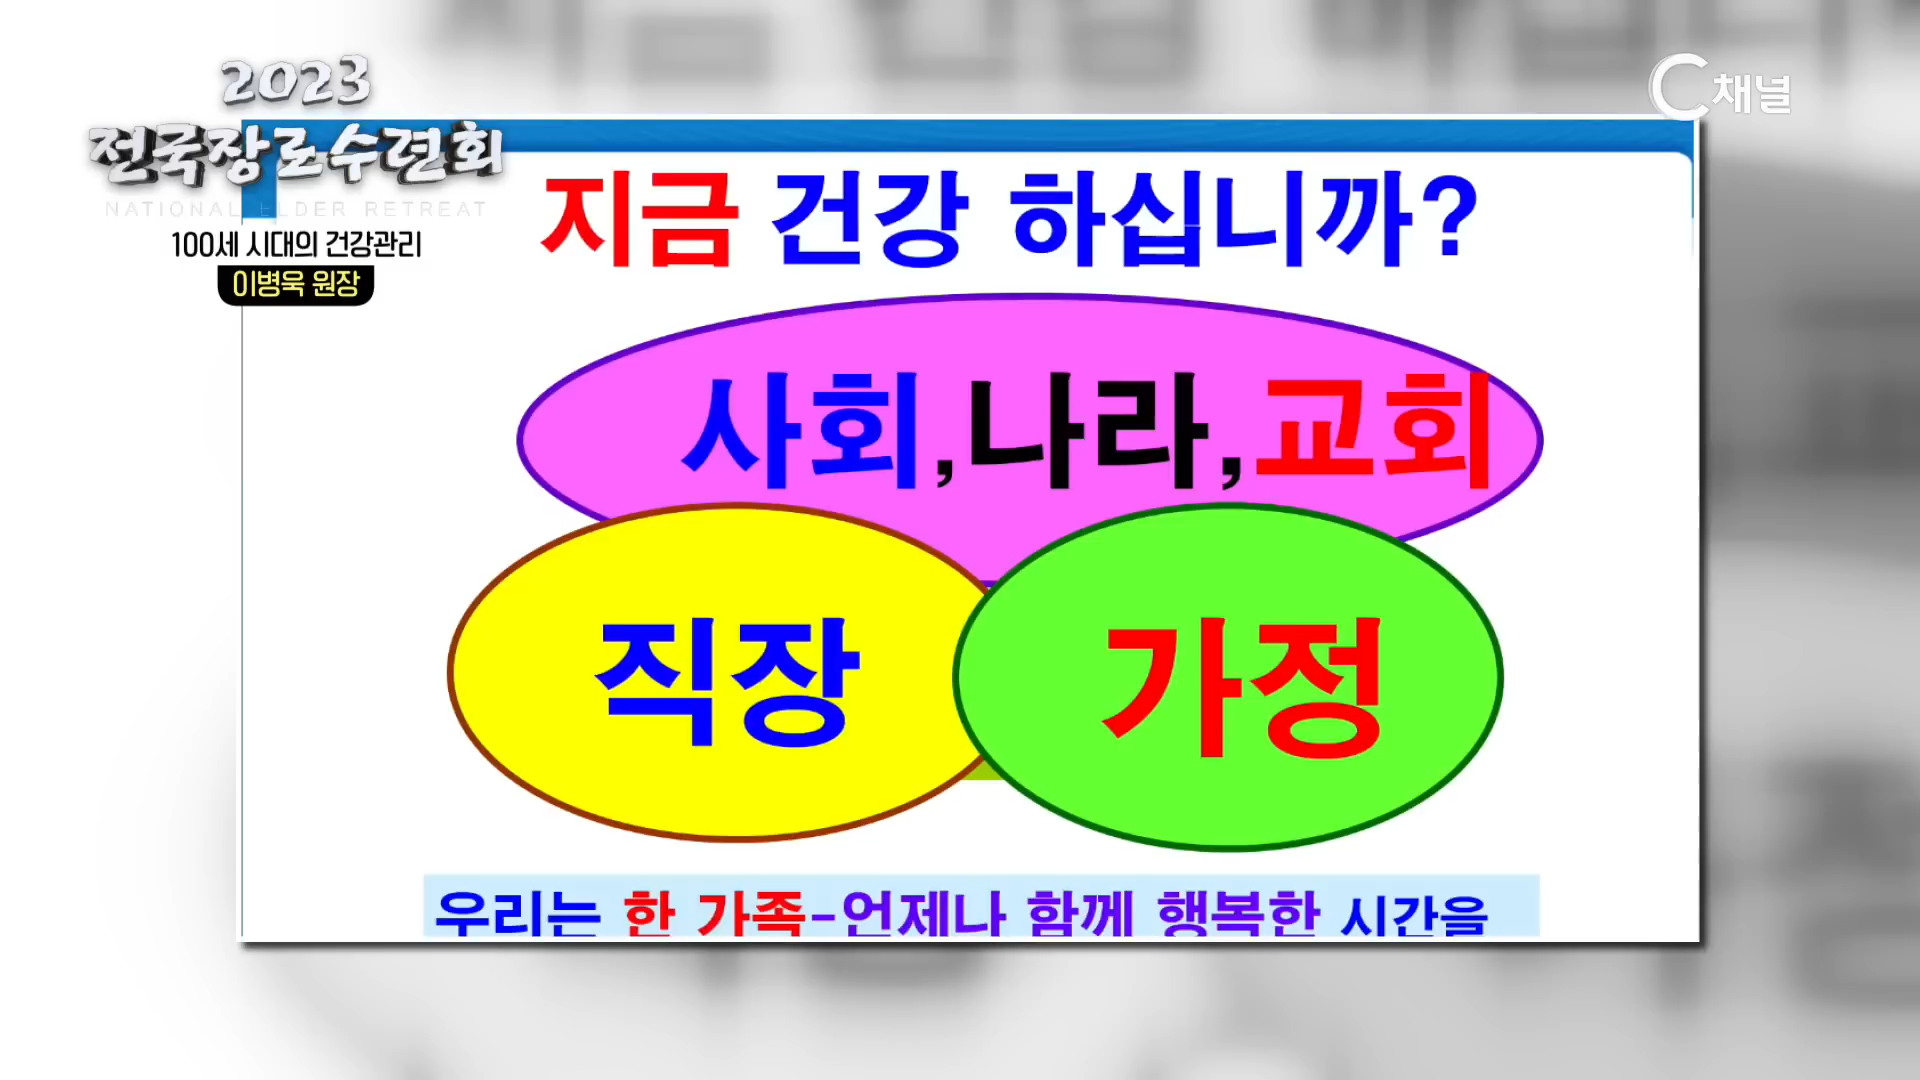 2023
전국장로수련회
NATIONAL ELDER RETREAT
100세 시대의 건강관리
이병욱 원장
C채널
지금 건강 하십니까?
사회,나라,교회
직장
가정
우리는 한 가족-언제나 함께 행복한 시간을